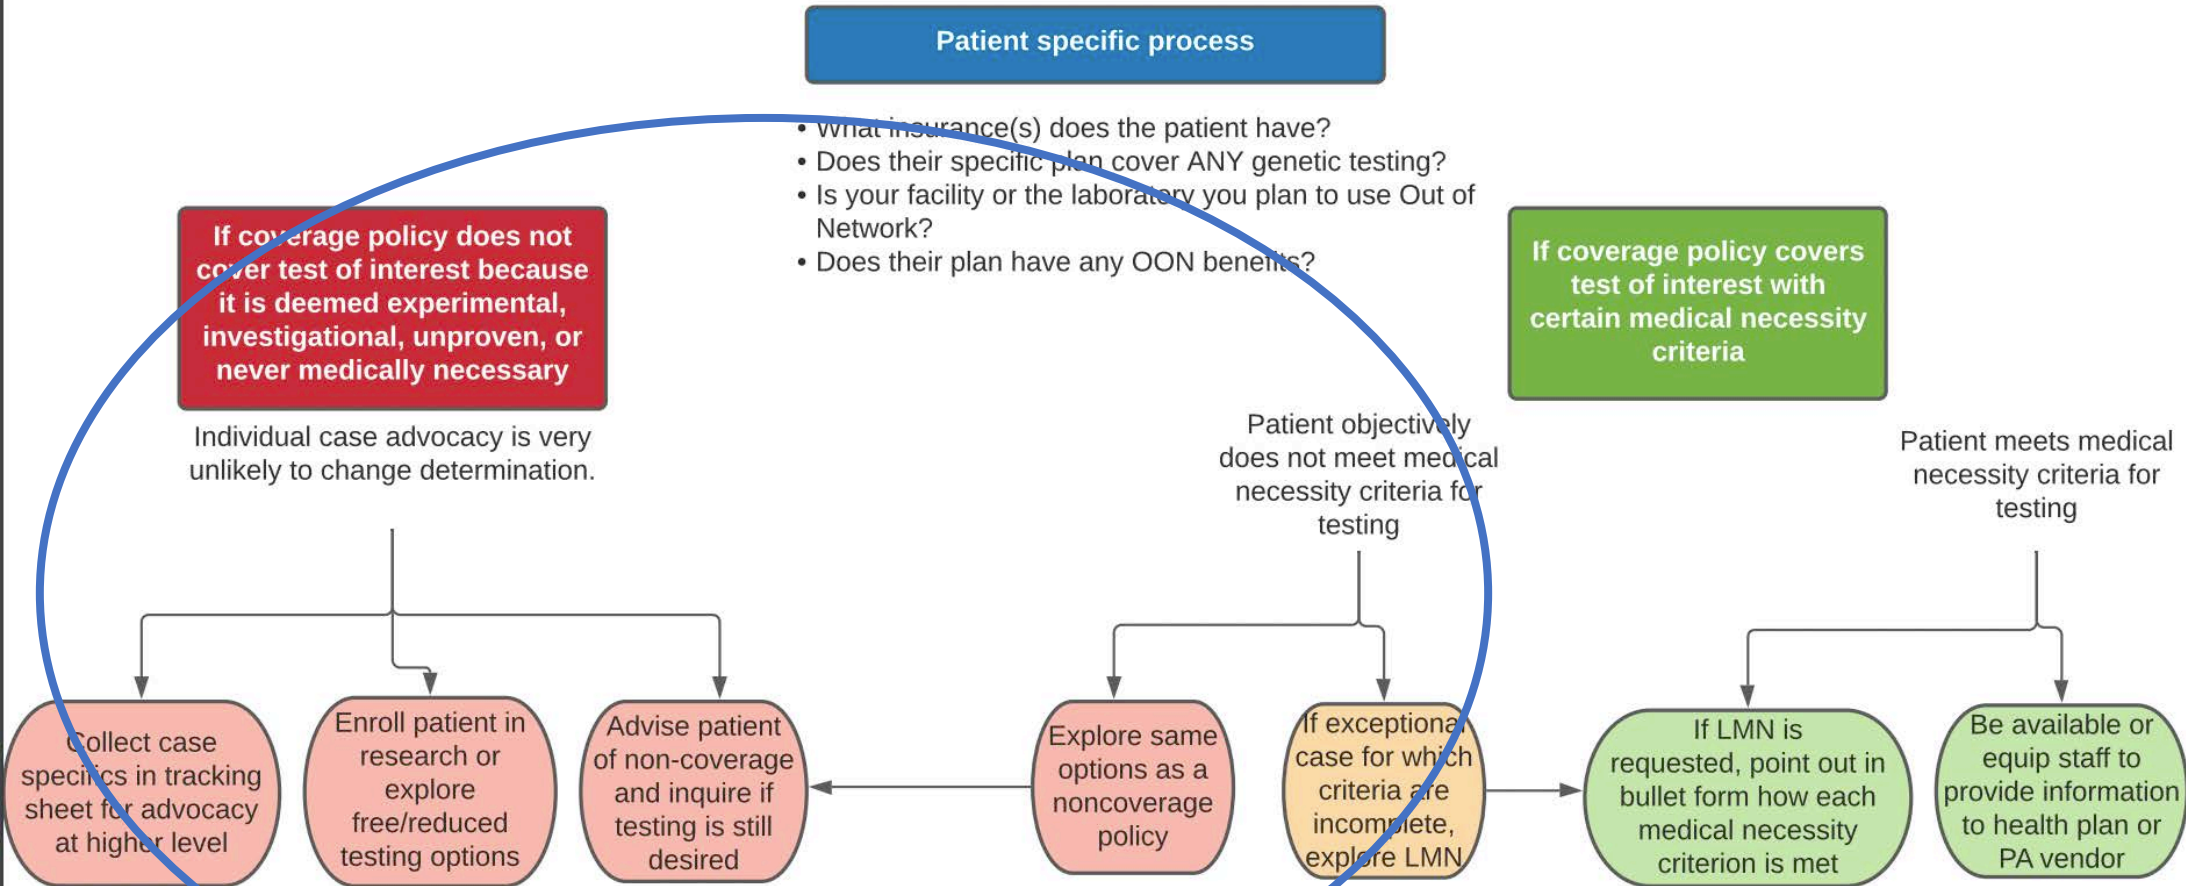 Patient specific process
• What insurance(s) does the patient have?
• Does their specific plan cover ANY genetic testing?
• Is your facility or the laboratory you plan to use Out of
Network?
• Does their plan have any OON benefits?
If coverage policy does not
cover test of interest because
it is deemed experimental,
investigational, unproven, or
never medically necessary
Individual case advocacy is very
unlikely to change determination.
If coverage policy covers
test of interest with
certain medical necessity
criteria
Patient objectively
does not meet medical
necessity criteria for
testing
Patient meets medical
necessity criteria for
testing
Collect case
specifics in tracking
sheet for advocacy
at higher level
Enroll patient in
research or
explore
free/reduced
testing options
Advise patient
of non-coverage
and inquire if
testing is still
desired
Explore same
options as a
noncoverage
policy
If exceptional
case for which
criteria are
incomplete,
explore LMN
If LMN is
requested, point out in
bullet form how each
medical necessity
criterion is met
Be available or
equip staff to
provide information
to health plan or
PA vendor